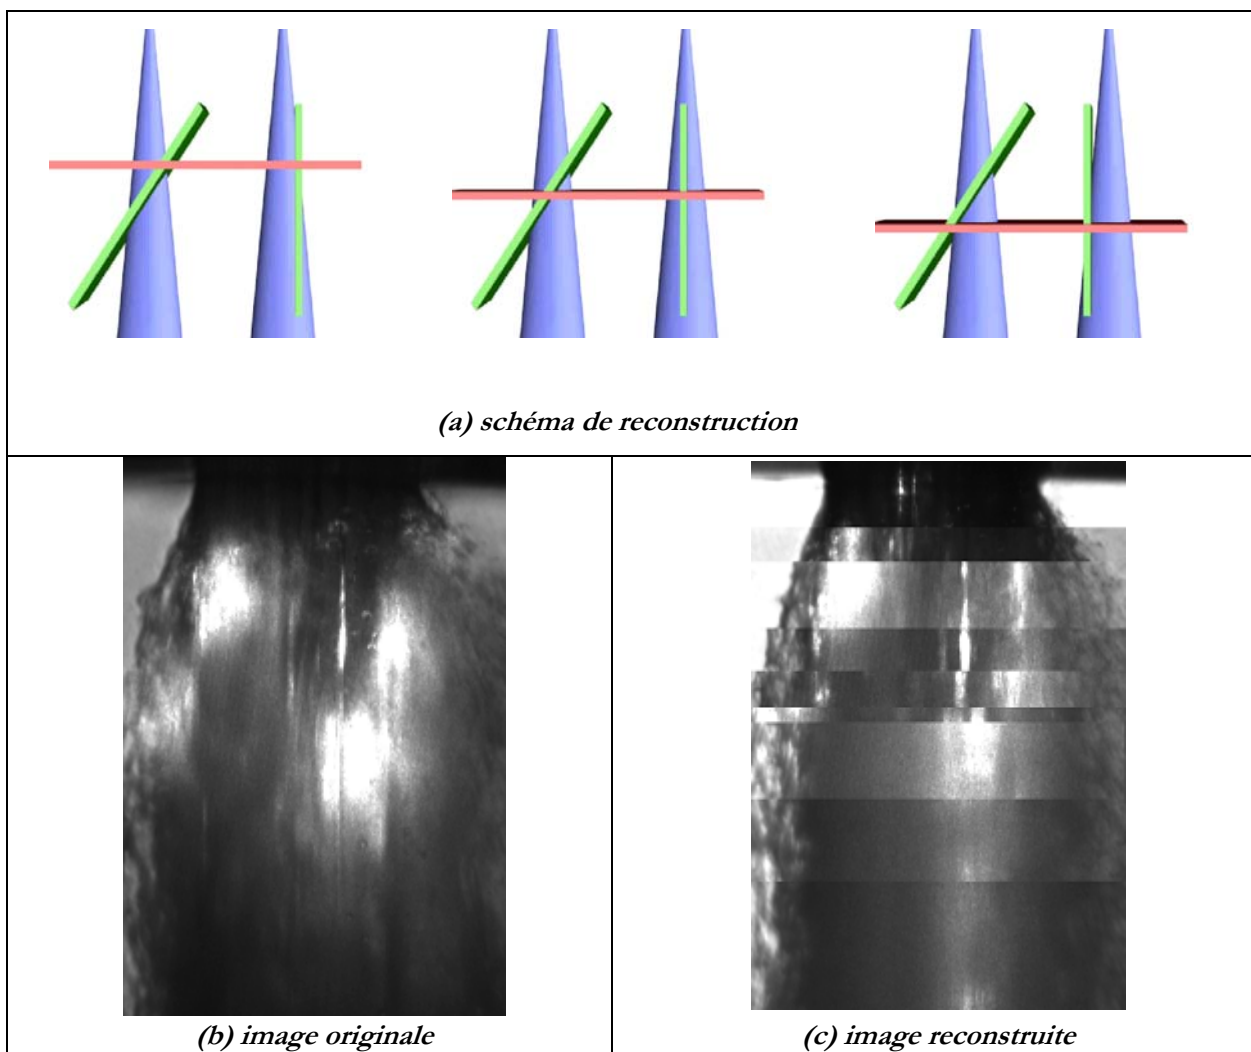 (a) schéma de reconstruction
(b) image originale
(c) image reconstruite